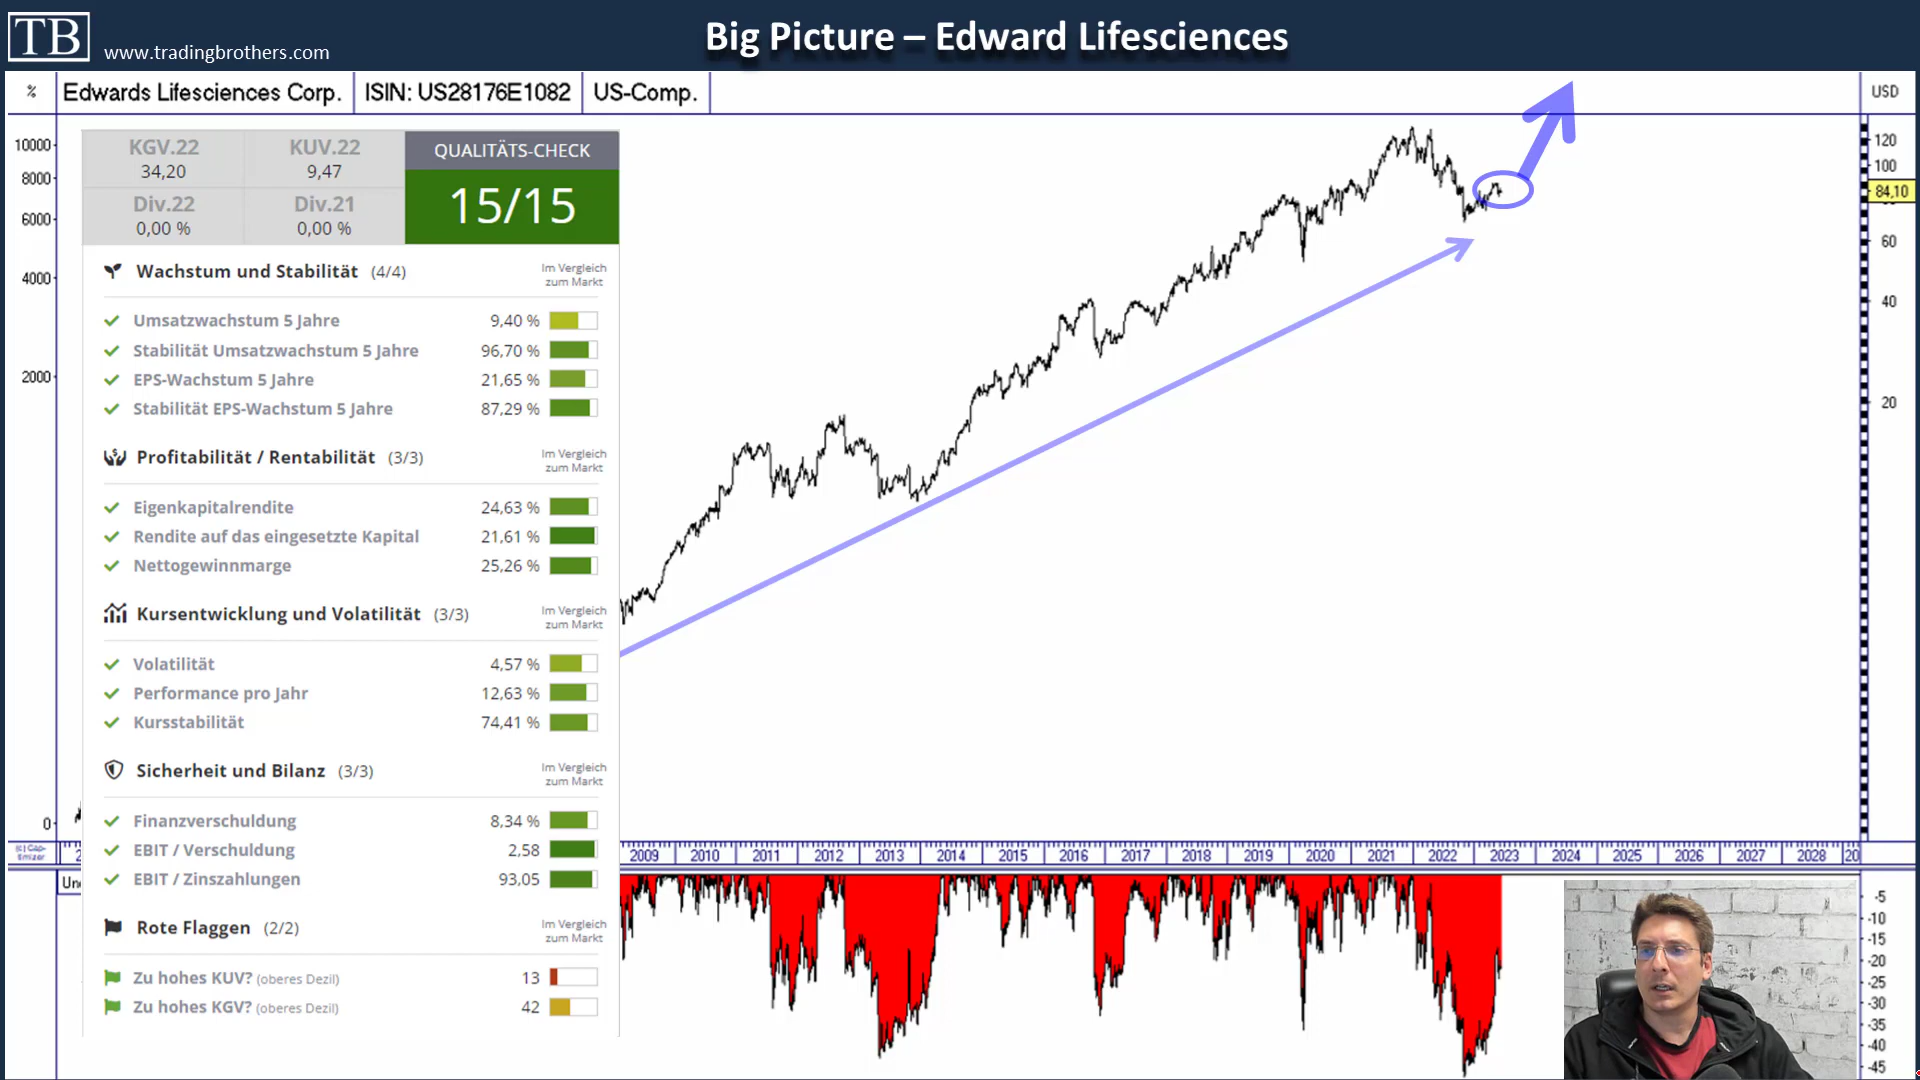 TB www.tradingbrothers.com
Big Picture – Edward Lifesciences
% Edwards Lifesciences Corp. ISIN: US28176E1082 US-Comp. USD
KGV.22 KUV.22 QUALITÄTS-CHECK
34,20 9,47
15/15
Div.22 Div.21
0,00 % 0,00 %
Wachstum und Stabilität (4/4) Im Vergleich zum Markt
Umsatzwachstum 5 Jahre 9,40 %
Stabilität Umsatzwachstum 5 Jahre 96,70 %
EPS-Wachstum 5 Jahre 21,65 %
Stabilität EPS-Wachstum 5 Jahre 87,29 %
Profitabilität / Rentabilität (3/3) Im Vergleich zum Markt
Eigenkapitalrendite 24,63 %
Rendite auf das eingesetzte Kapital 21,61 %
Nettogewinnmarge 25,26 %
Kursentwicklung und Volatilität (3/3) Im Vergleich zum Markt
Volatilität 4,57 %
Performance pro Jahr 12,63 %
Kursstabilität 74,41 %
Sicherheit und Bilanz (3/3) Im Vergleich zum Markt
Finanzverschuldung 8,34 %
EBIT / Verschuldung 2,58
EBIT / Zinszahlungen 93,05
Rote Flaggen (2/2) Im Vergleich zum Markt
Zu hohes KUV? (oberes Dezil) 13
Zu hohes KGV? (oberes Dezil) 42
10000
8000
6000
4000
2000
0
120
100
84,10
60
40
20
2009 2010 2011 2012 2013 2014 2015 2016 2017 2018 2019 2020 2021 2022 2023 2024 2025 2026 2027 2028 20
-5
-10
-15
-20
-25
-30
-35
-40
-45